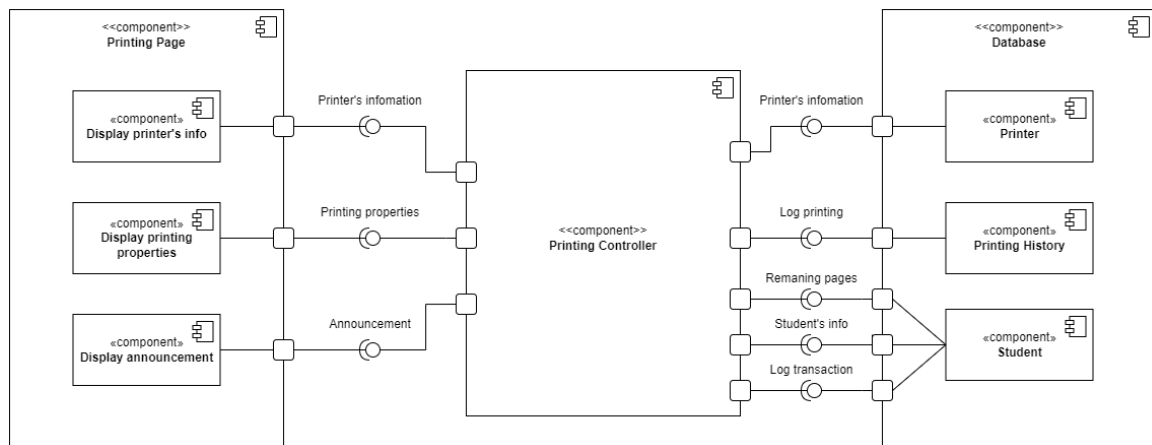 <<component>>
Printing Page
«component»
Display printer's info
«component»
Display printing
properties
«component»
Display announcement
Printer's infomation
Printing properties
Announcement
<<component>>
Printing Controller
Printer's infomation
Log printing
Remaning pages
Student's info
Log transaction
<<component>>
Database
«component»
Printer
«component»
Printing History
«component»
Student